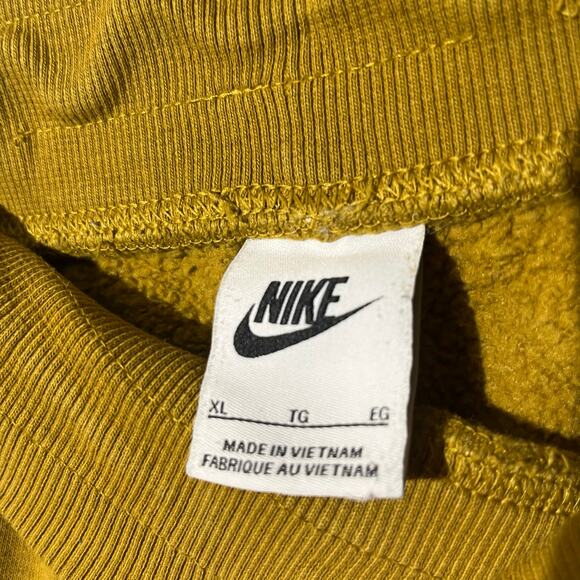 NIKE
XL TG EG
MADE IN VIETNAM
FABRIQUE AU VIETNAM